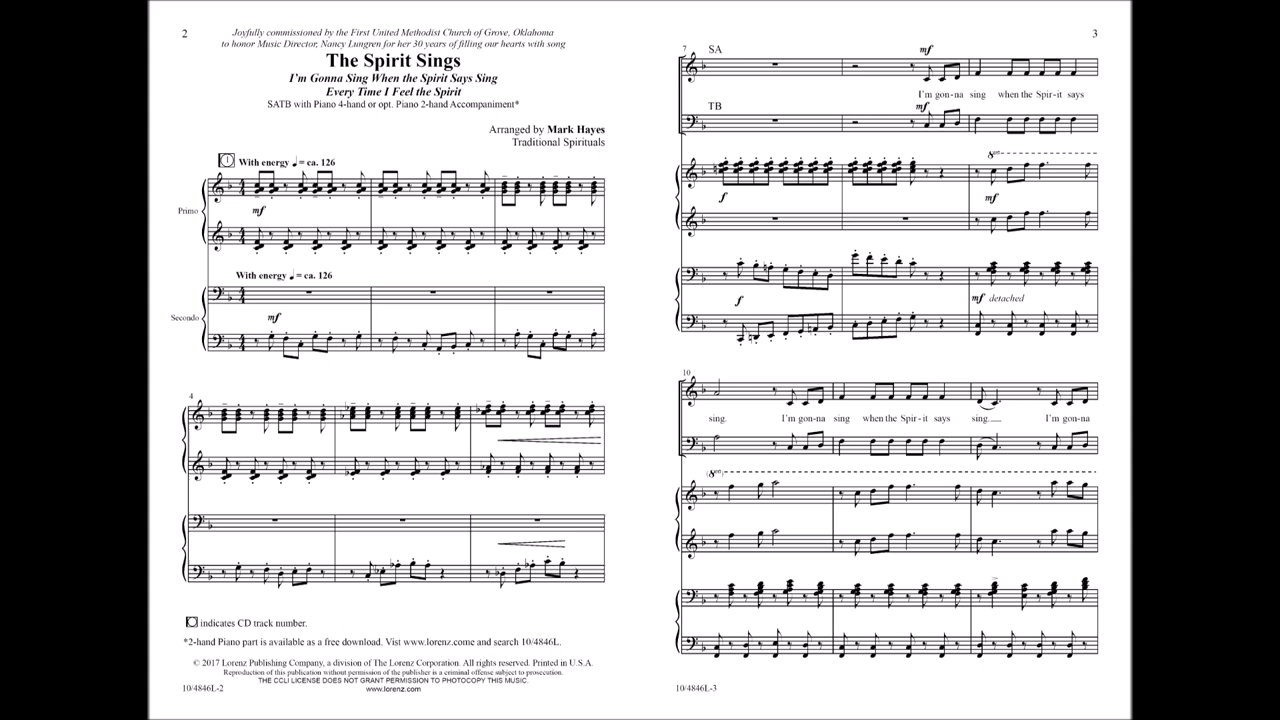 2
Joyfully commissioned by the First United Methodist Church of Grove, Oklahoma
to honor Music Director, Nancy Lungren for her 30 years of filling our hearts with song
The Spirit Sings
I'm Gonna Sing When the Spirit Says Sing
Every Time I Feel the Spirit
SATB with Piano 4-hand or opt. Piano 2-hand Accompaniment*
Arranged by Mark Hayes
Traditional Spirituals
1 With energy ♩ = ca. 126
Primo
mf
With energy ♩ = ca. 126
Secondo
mf
4
indicates CD track number.
*2-hand Piano part is available as a free download. Vist www.lorenz.come and search 10/4846L.
© 2017 Lorenz Publishing Company, a division of The Lorenz Corporation. All rights reserved. Printed in U.S.A.
Reproduction of this publication without permission of the publisher is a criminal offense subject to prosecution.
THE CCLI LICENSE DOES NOT GRANT PERMISSION TO PHOTOCOPY THIS MUSIC.
10/4846L-2
www.lorenz.com
3
7
SA
mf
I'm gon-na sing when the Spir-it says
TB
mf
8va
f
mf
f
mf detached
10
sing. I'm gon-na sing when the Spir-it says sing. I'm gon-na
(8va)
10/4846L-3